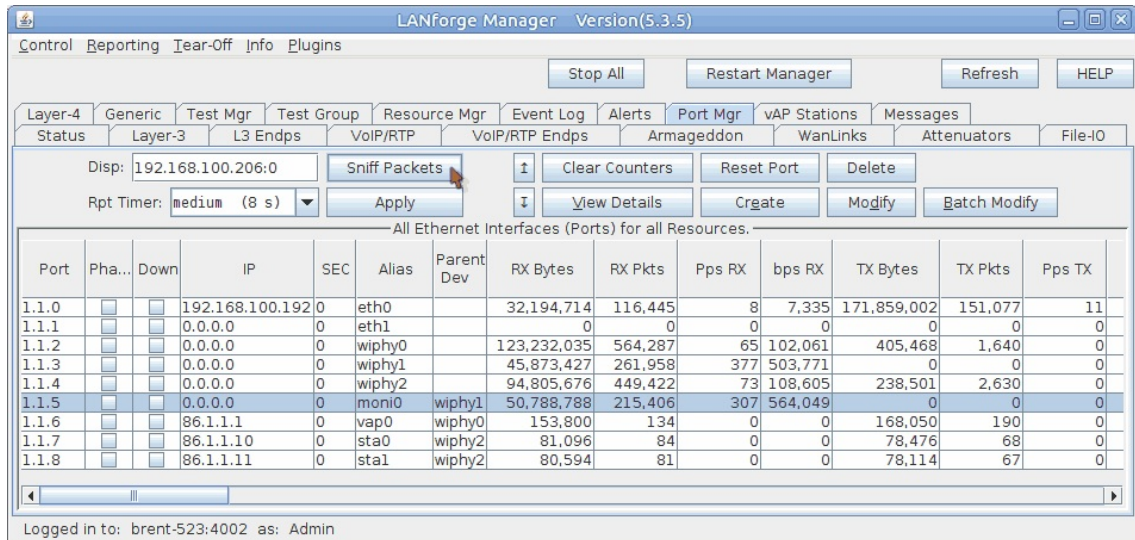 LANforge Manager Version(5.3.5)
Control Reporting Tear-Off Info Plugins
Stop All Restart Manager Refresh HELP
Layer-4 Generic Test Mgr Test Group Resource Mgr Event Log Alerts Port Mgr vAP Stations Messages
Status Layer-3 L3 Endps VoIP/RTP VoIP/RTP Endps Armageddon WanLinks Attenuators File-IO
Disp: 192.168.100.206:0 Sniff Packets Clear Counters Reset Port Delete
Rpt Timer: medium (8 s) Apply View Details Create Modify Batch Modify
All Ethernet Interfaces (Ports) for all Resources.
Port Pha... Down IP SEC Alias Parent Dev RX Bytes RX Pkts Pps RX bps RX TX Bytes TX Pkts Pps TX
1.1.0 192.168.100.192 0 eth0 32,194,714 116,445 8 7,335 171,859,002 151,077 11
1.1.1 0.0.0.0 0 eth1 0 0 0 0 0 0 0
1.1.2 0.0.0.0 0 wiphy0 123,232,035 564,287 65 102,061 405,468 1,640 0
1.1.3 0.0.0.0 0 wiphy1 45,873,427 261,958 377 503,771 0 0 0
1.1.4 0.0.0.0 0 wiphy2 94,805,676 449,422 73 108,605 238,501 2,630 0
1.1.5 0.0.0.0 0 moni0 wiphy1 50,788,788 215,406 307 564,049 0 0 0
1.1.6 86.1.1.1 0 vap0 wiphy0 153,800 134 0 0 168,050 190 0
1.1.7 86.1.1.10 0 sta0 wiphy2 81,096 84 0 0 78,476 68 0
1.1.8 86.1.1.11 0 sta1 wiphy2 80,594 81 0 0 78,114 67 0
Logged in to: brent-523:4002 as: Admin